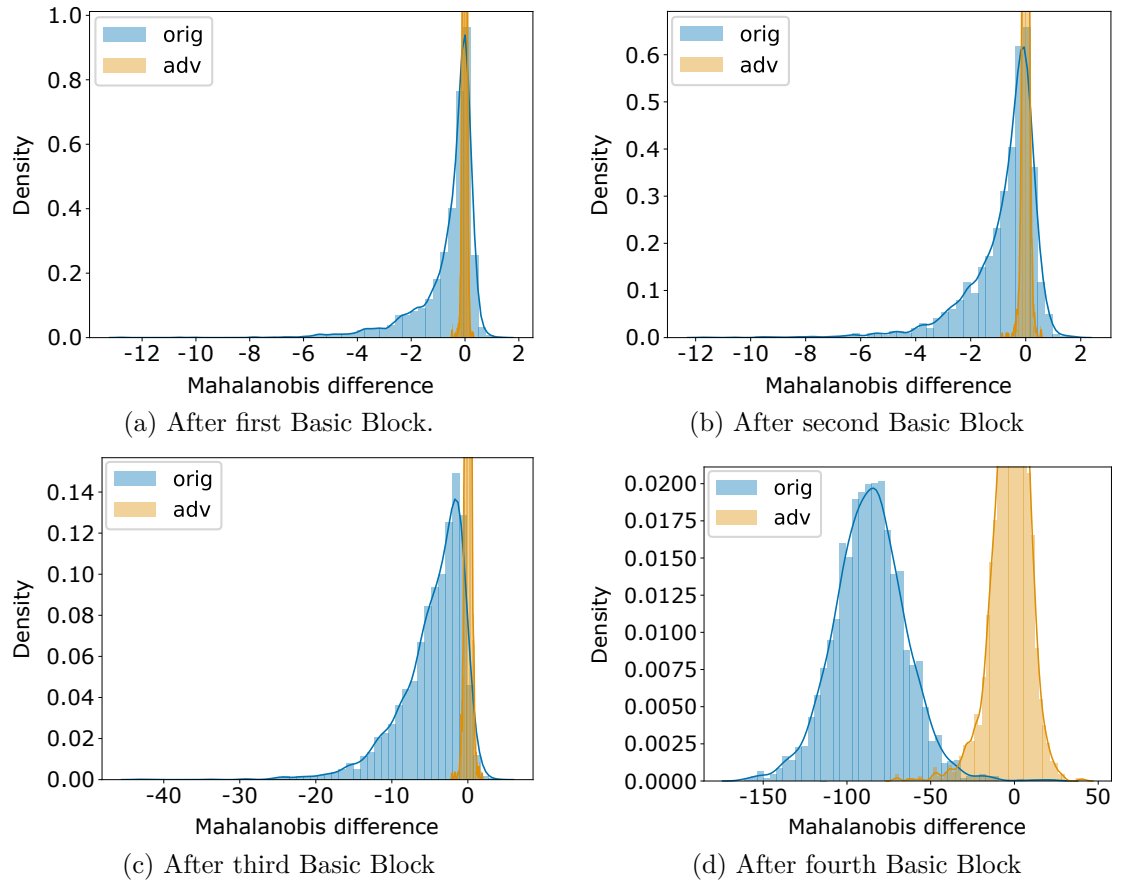 1.0
0.8
0.6
0.4
0.2
0.0
Density
orig
adv
-12 -10 -8 -6 -4 -2 0 2
Mahalanobis difference
(a) After first Basic Block.
0.6
0.5
0.4
0.3
0.2
0.1
0.0
Density
orig
adv
-12 -10 -8 -6 -4 -2 0 2
Mahalanobis difference
(b) After second Basic Block
0.14
0.12
0.10
0.08
0.06
0.04
0.02
0.00
Density
orig
adv
-40 -30 -20 -10 0
Mahalanobis difference
(c) After third Basic Block
0.0200
0.0175
0.0150
0.0125
0.0100
0.0075
0.0050
0.0025
0.0000
Density
orig
adv
-150 -100 -50 0 50
Mahalanobis difference
(d) After fourth Basic Block